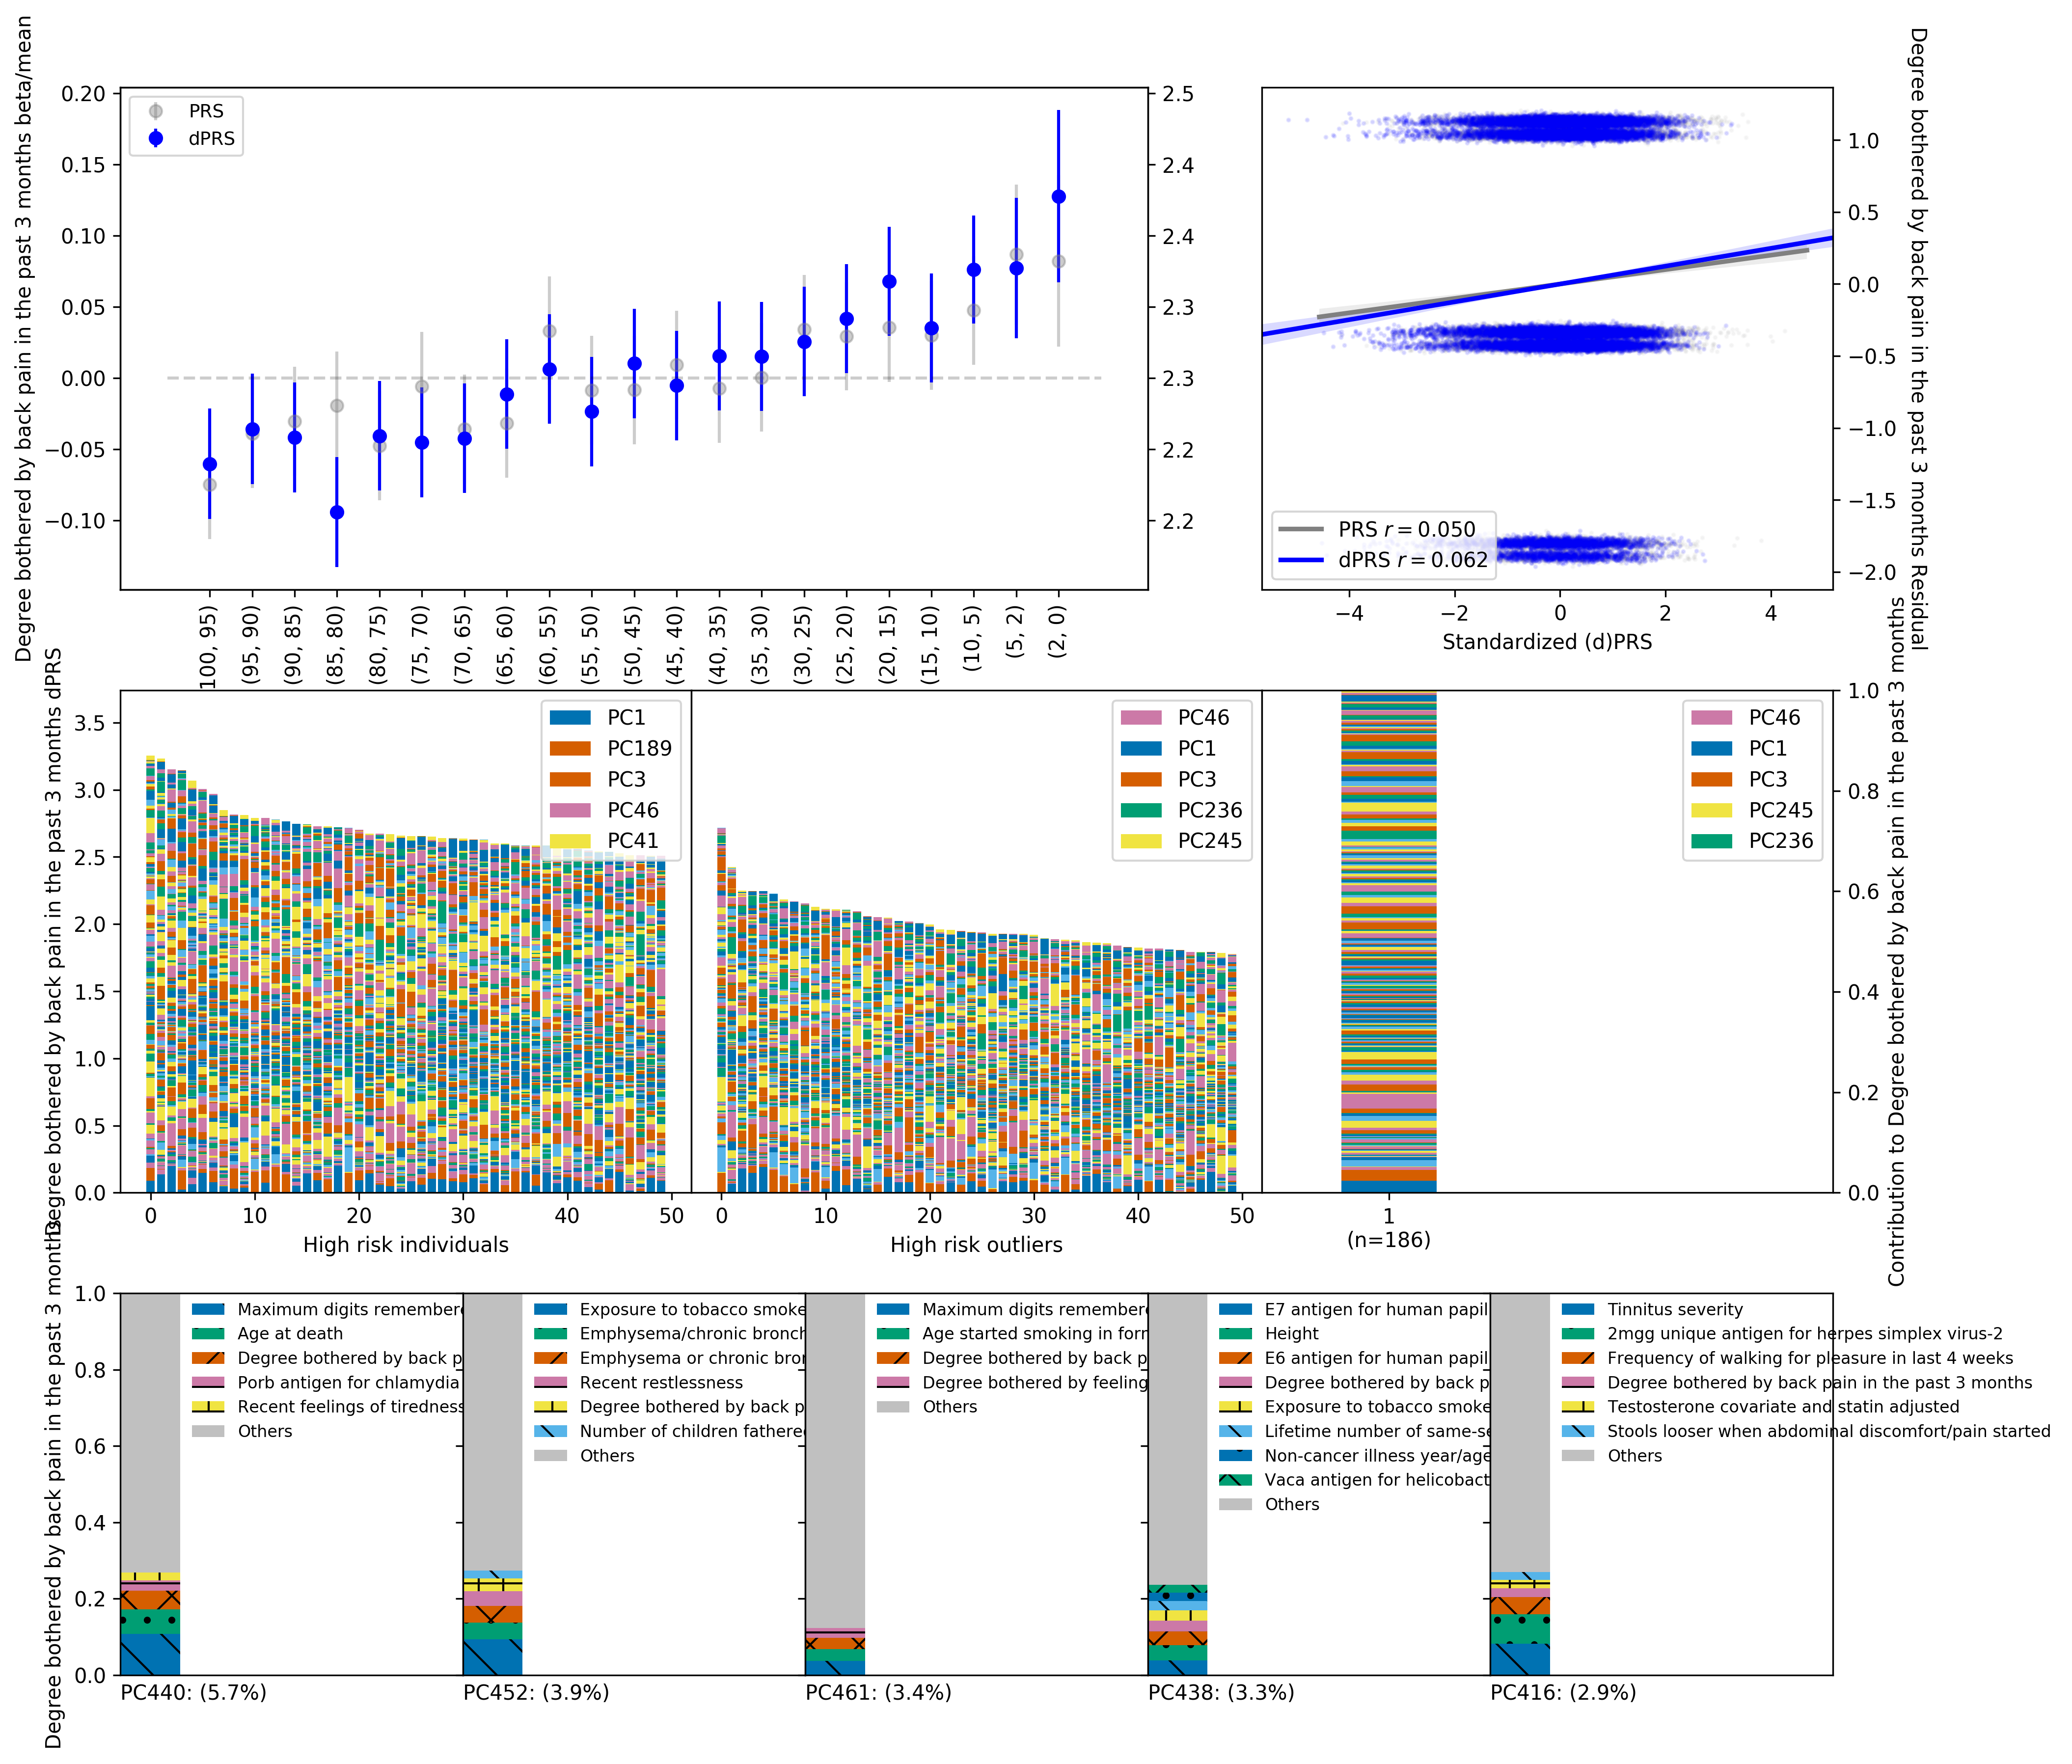 Degree bothered by back pain in the past 3 months beta/mean
0.20
0.15
0.10
0.05
0.00
−0.05
−0.10
PRS
dPRS
2.5
2.4
2.4
2.3
2.3
2.2
2.2
100, 95)
(95, 90)
(90, 85)
(85, 80)
(80, 75)
(75, 70)
(70, 65)
(65, 60)
(60, 55)
(55, 50)
(50, 45)
(45, 40)
(40, 35)
(35, 30)
(30, 25)
(25, 20)
(20, 15)
(15, 10)
(10, 5)
(5, 2)
(2, 0)
Degree bothered by back pain in the past 3 months Residual
1.0
0.5
0.0
−0.5
−1.0
−1.5
−2.0
PRS r = 0.050
dPRS r = 0.062
−4
−2
0
2
4
Standardized (d)PRS
Degree bothered by back pain in the past 3 months dPRS
3.5
3.0
2.5
2.0
1.5
1.0
0.5
0.0
PC1
PC189
PC3
PC46
PC41
0
10
20
30
40
50
High risk individuals
PC46
PC1
PC3
PC236
PC245
0
10
20
30
40
50
High risk outliers
PC46
PC1
PC3
PC245
PC236
1
(n=186)
1.0
0.8
0.6
0.4
0.2
0.0
Contribution to Degree bothered by back pain in the past 3 months
Degree bothered by back pain in the past 3 months
1.0
0.8
0.6
0.4
0.2
0.0
Maximum digits remembere
Age at death
Degree bothered by back p
Porb antigen for chlamydia
Recent feelings of tirednes
Others
PC440: (5.7%)
Exposure to tobacco smoke
Emphysema/chronic bronch
Emphysema or chronic bron
Recent restlessness
Degree bothered by back p
Number of children fathered
Others
PC452: (3.9%)
Maximum digits remembere
Age started smoking in form
Degree bothered by back p
Degree bothered by feeling
Others
PC461: (3.4%)
E7 antigen for human papil
Height
E6 antigen for human papil
Degree bothered by back p
Exposure to tobacco smoke
Lifetime number of same-se
Non-cancer illness year/age
Vaca antigen for helicobact
Others
PC438: (3.3%)
Tinnitus severity
2mgg unique antigen for herpes simplex virus-2
Frequency of walking for pleasure in last 4 weeks
Degree bothered by back pain in the past 3 months
Testosterone covariate and statin adjusted
Stools looser when abdominal discomfort/pain started
Others
PC416: (2.9%)